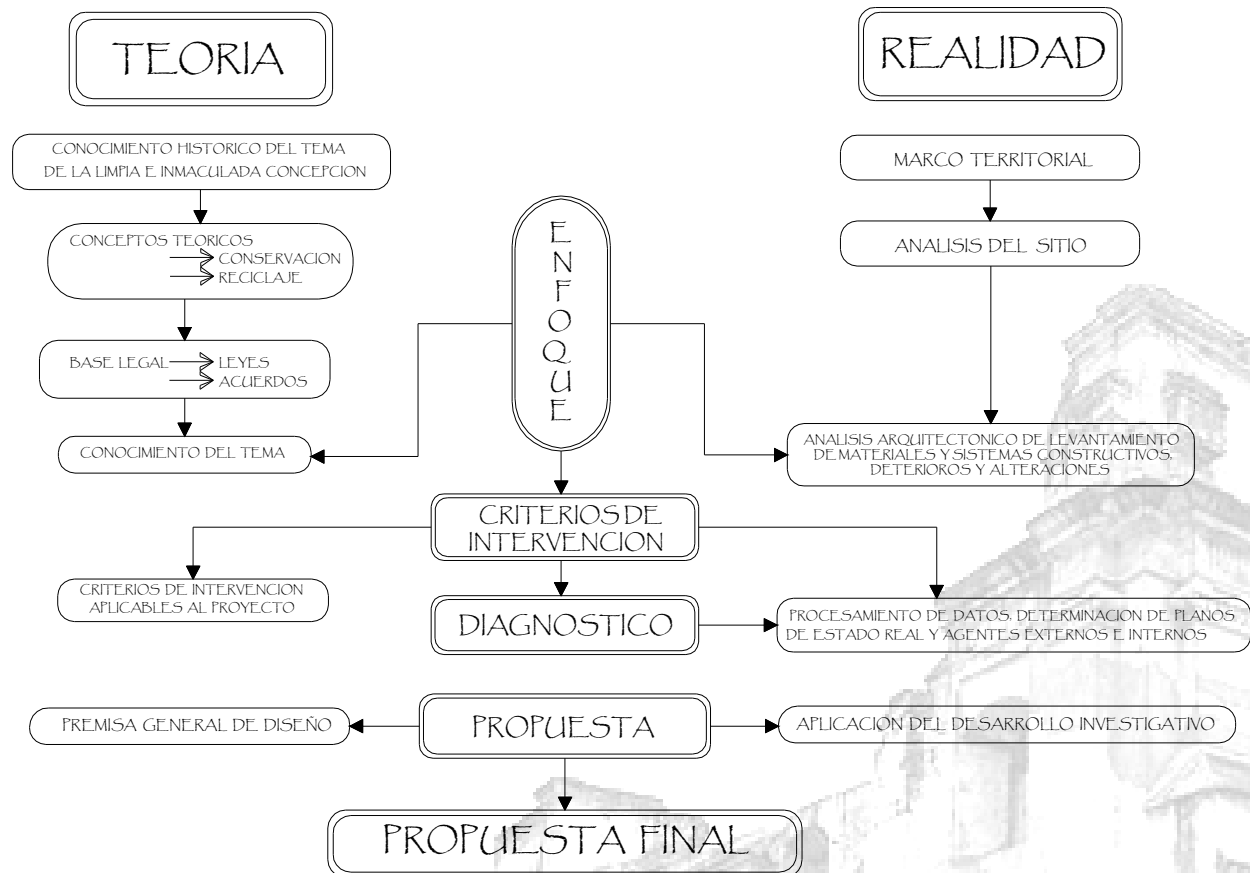 TEORIA
REALIDAD
CONOCIMIENTO HISTORICO DEL TEMA
DE LA LIMPIA E INMACULADA CONCEPCION
MARCO TERRITORIAL
CONCEPTOS TEORICOS
CONSERVACION
RECICLAJE
ANALISIS DEL SITIO
ENFOQUE
BASE LEGAL LEYES
ACUERDOS
CONOCIMIENTO DEL TEMA
ANALISIS ARQUITECTONICO DE LEVANTAMIENTO
DE MATERIALES Y SISTEMAS CONSTRUCTIVOS.
DETERIOROS Y ALTERACIONES
CRITERIOS DE
INTERVENCION
CRITERIOS DE INTERVENCION
APLICABLES AL PROYECTO
DIAGNOSTICO
PROCESAMIENTO DE DATOS. DETERMINACION DE PLANOS
DE ESTADO REAL Y AGENTES EXTERNOS E INTERNOS
PREMISA GENERAL DE DISEÑO
PROPUESTA
APLICACIÓN DEL DESARROLLO INVESTIGATIVO
PROPUESTA FINAL